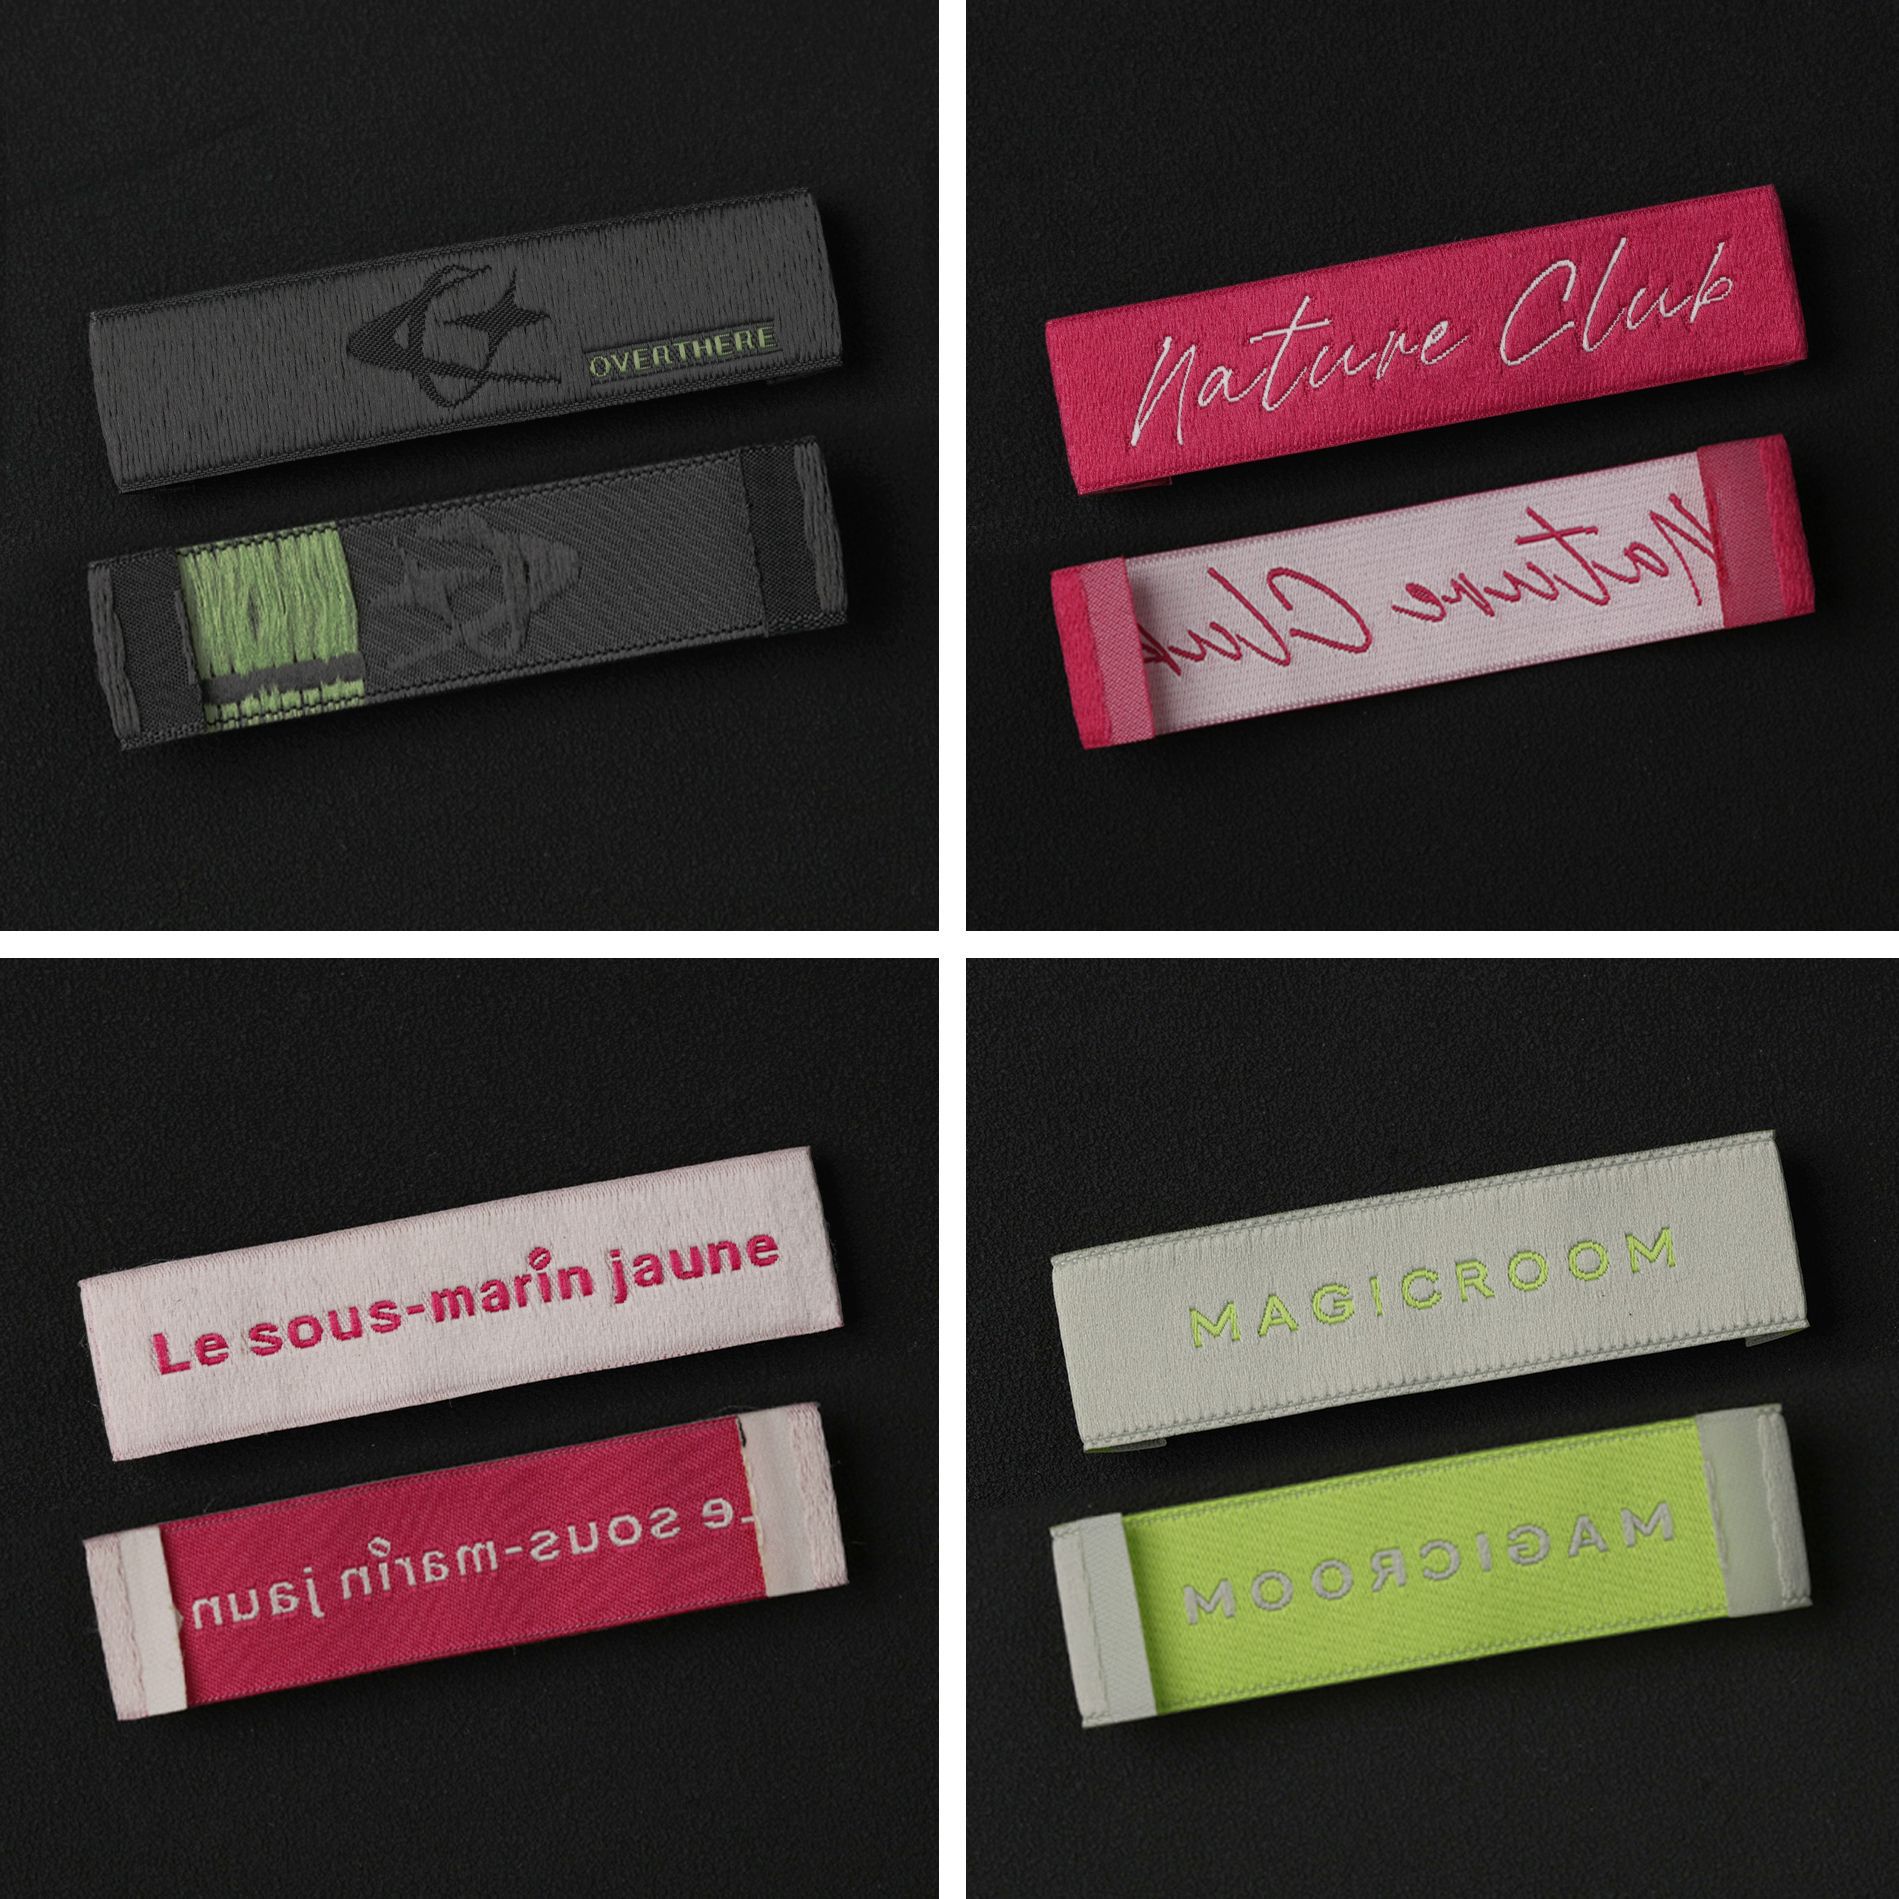 OVERTHERE
Nature Club
Nature Club
Le sous-marin jaune
Le sous-marin jaun
MAGICROOM
MAGICROOM